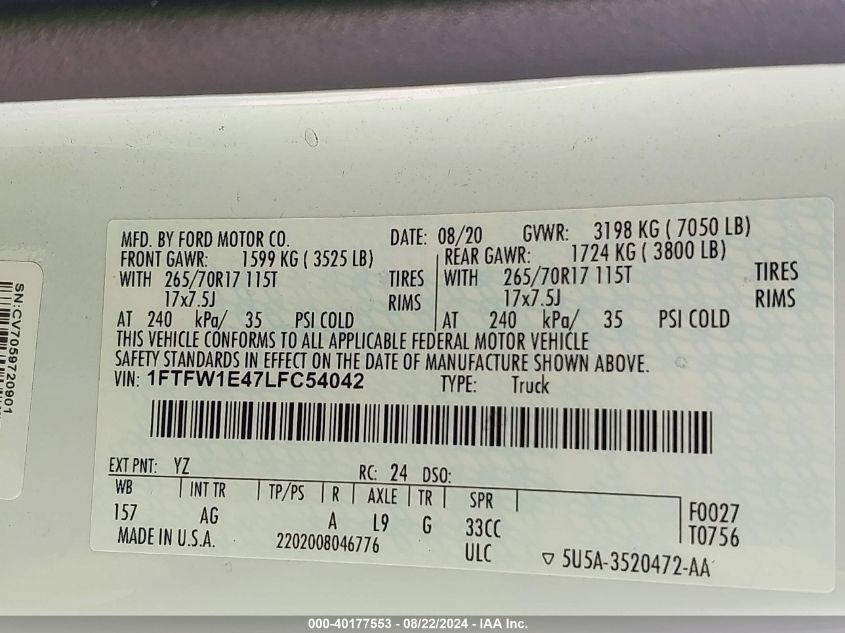 MFD. BY FORD MOTOR CO. DATE: 08/20 GVWR: 3198 KG ( 7050 LB)
FRONT GAWR: 1599 KG ( 3525 LB) REAR GAWR: 1724 KG ( 3800 LB)
WITH 265/70R17 115T TIRES WITH 265/70R17 115T TIRES
17x7.5J RIMS 17x7.5J RIMS
AT 240 kPa/ 35 PSI COLD AT 240 kPa/ 35 PSI COLD
THIS VEHICLE CONFORMS TO ALL APPLICABLE FEDERAL MOTOR VEHICLE
SAFETY STANDARDS IN EFFECT ON THE DATE OF MANUFACTURE SHOWN ABOVE.
VIN: 1FTFW1E47LFC54042 TYPE: Truck
EXT PNT: YZ RC: 24 DSO:
WB INT TR TP/PS R AXLE TR SPR
157 AG A L9 G 33CC F0027
MADE IN U.S.A. 2202008046776 ULC T0756
5U5A-3520472-AA
SN:CV7059720901
000-40177553 - 08/22/2024 - IAA Inc.